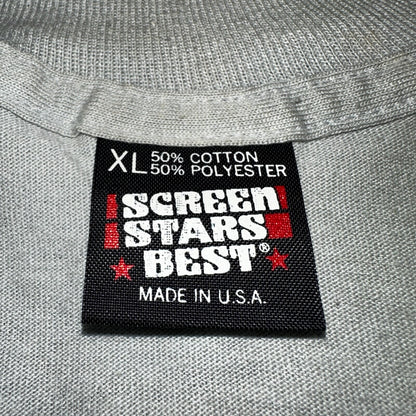 XL 50% COTTON
50% POLYESTER
SCREEN
STARS
BEST®
MADE IN U.S.A.